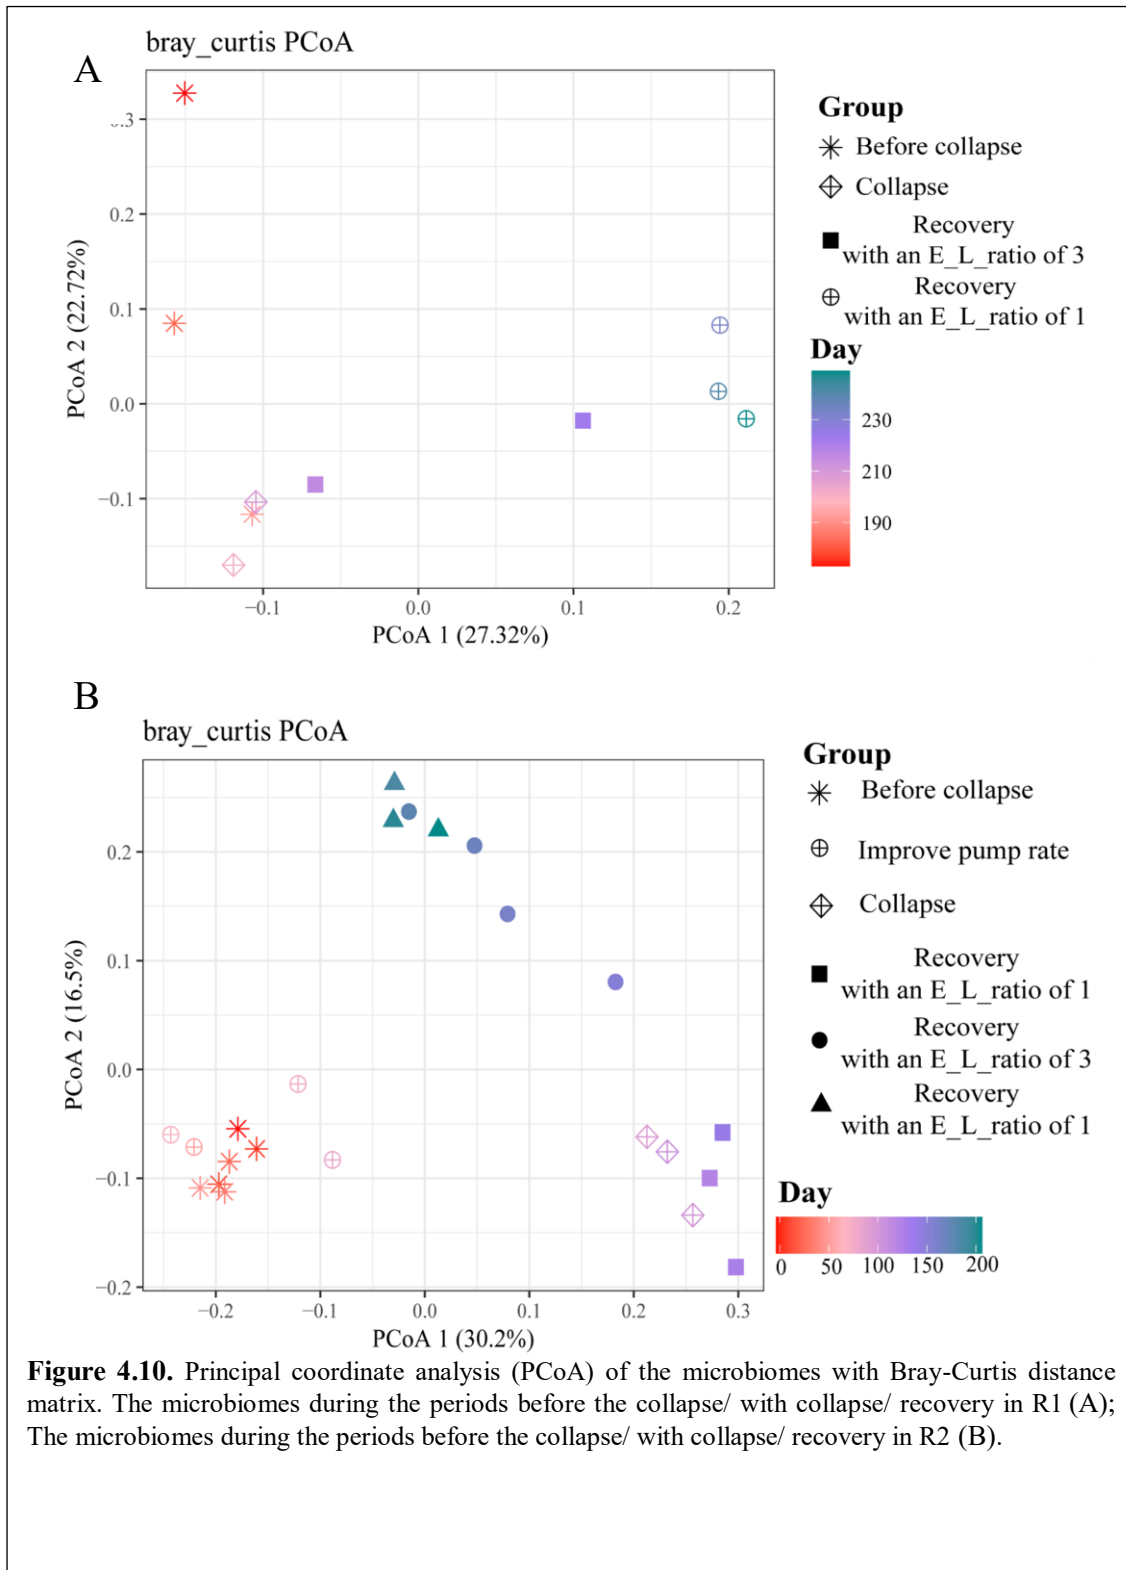 A
bray_curtis PCoA
0.2
0.1
0.0
−0.1
PCoA 2 (22.72%)
−0.1
0.0
0.1
0.2
PCoA 1 (27.32%)
Group
Before collapse
Collapse
Recovery
with an E_L_ratio of 3
Recovery
with an E_L_ratio of 1
Day
230
210
190
B
bray_curtis PCoA
0.2
0.1
0.0
−0.1
−0.2
PCoA 2 (16.5%)
−0.2
−0.1
0.0
0.1
0.2
0.3
PCoA 1 (30.2%)
Group
Before collapse
Improve pump rate
Collapse
Recovery
with an E_L_ratio of 1
Recovery
with an E_L_ratio of 3
Recovery
with an E_L_ratio of 1
Day
0 50 100 150 200
Figure 4.10. Principal coordinate analysis (PCoA) of the microbiomes with Bray-Curtis distance
matrix. The microbiomes during the periods before the collapse/ with collapse/ recovery in R1 (A);
The microbiomes during the periods before the collapse/ with collapse/ recovery in R2 (B).